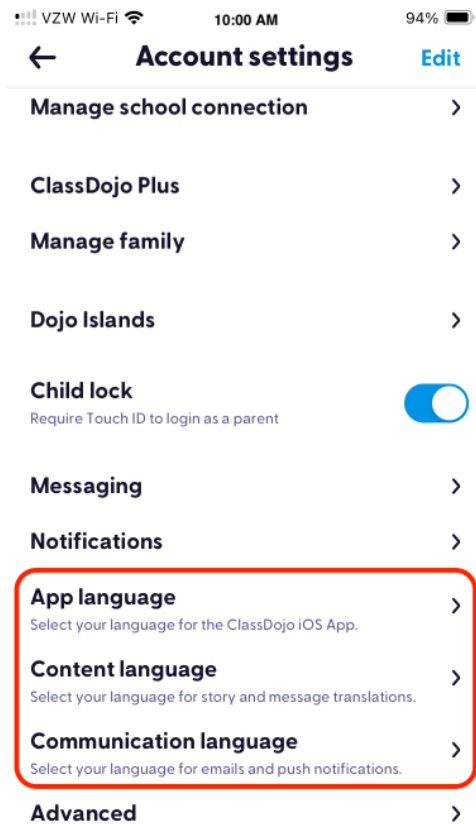 VZW Wi-Fi 10:00 AM 94%
Account settings Edit
Manage school connection
ClassDojo Plus
Manage family
Dojo Islands
Child lock
Require Touch ID to login as a parent
Messaging
Notifications
App language
Select your language for the ClassDojo iOS App.
Content language
Select your language for story and message translations.
Communication language
Select your language for emails and push notifications.
Advanced